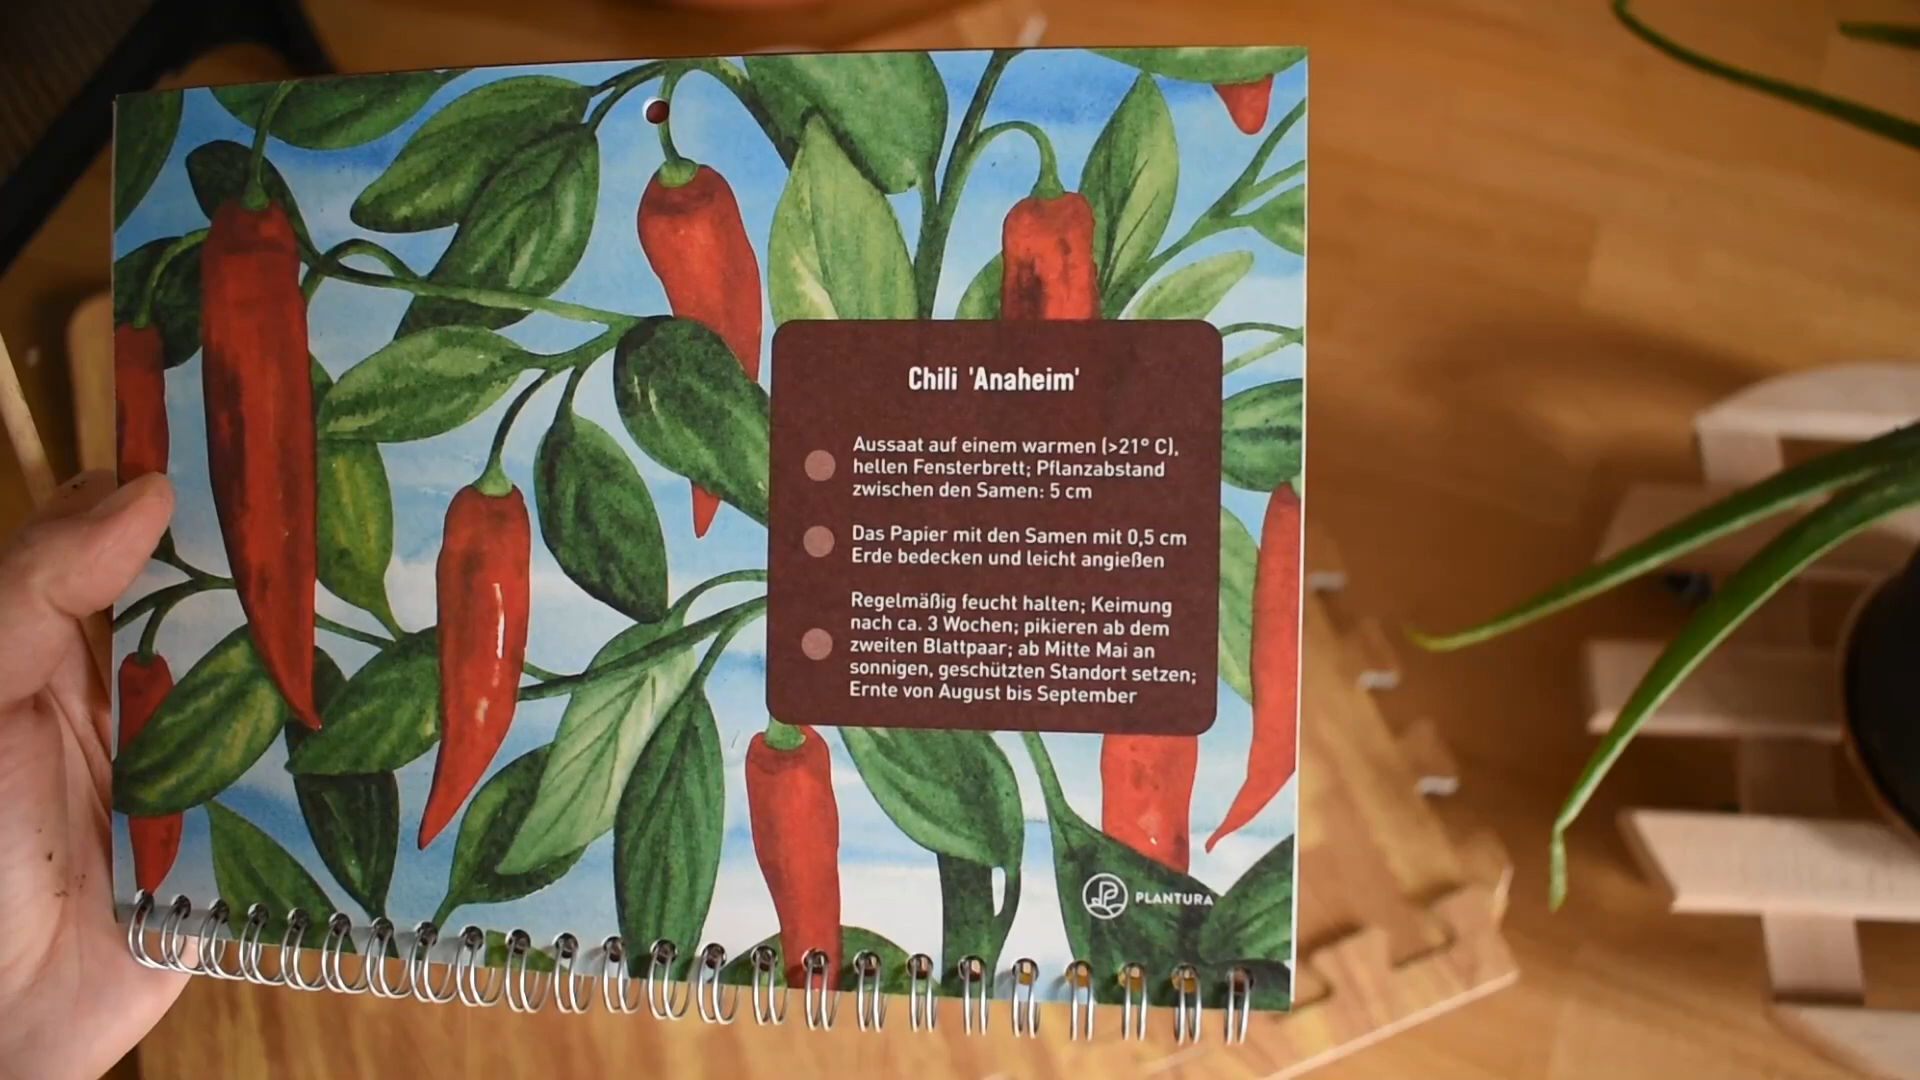 Chili 'Anaheim'
Aussaat auf einem warmen (>21° C),
hellen Fensterbrett; Pflanzabstand
zwischen den Samen: 5 cm
Das Papier mit den Samen mit 0,5 cm
Erde bedecken und leicht angießen
Regelmäßig feucht halten; Keimung
nach ca. 3 Wochen; pikieren ab dem
zweiten Blattpaar; ab Mitte Mai an
sonnigen, geschützten Standort setzen;
Ernte von August bis September
PLANTURA